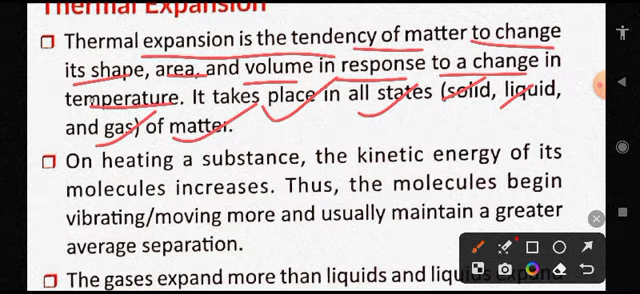 Thermal Expansion
Thermal expansion is the tendency of matter to change
its shape, area, and volume in response to a change in
temperature. It takes place in all states (solid, liquid,
and gas) of matter.
On heating a substance, the kinetic energy of its
molecules increases. Thus, the molecules begin
vibrating/moving more and usually maintain a greater
average separation.
The gases expand more than liquids and liquids expand